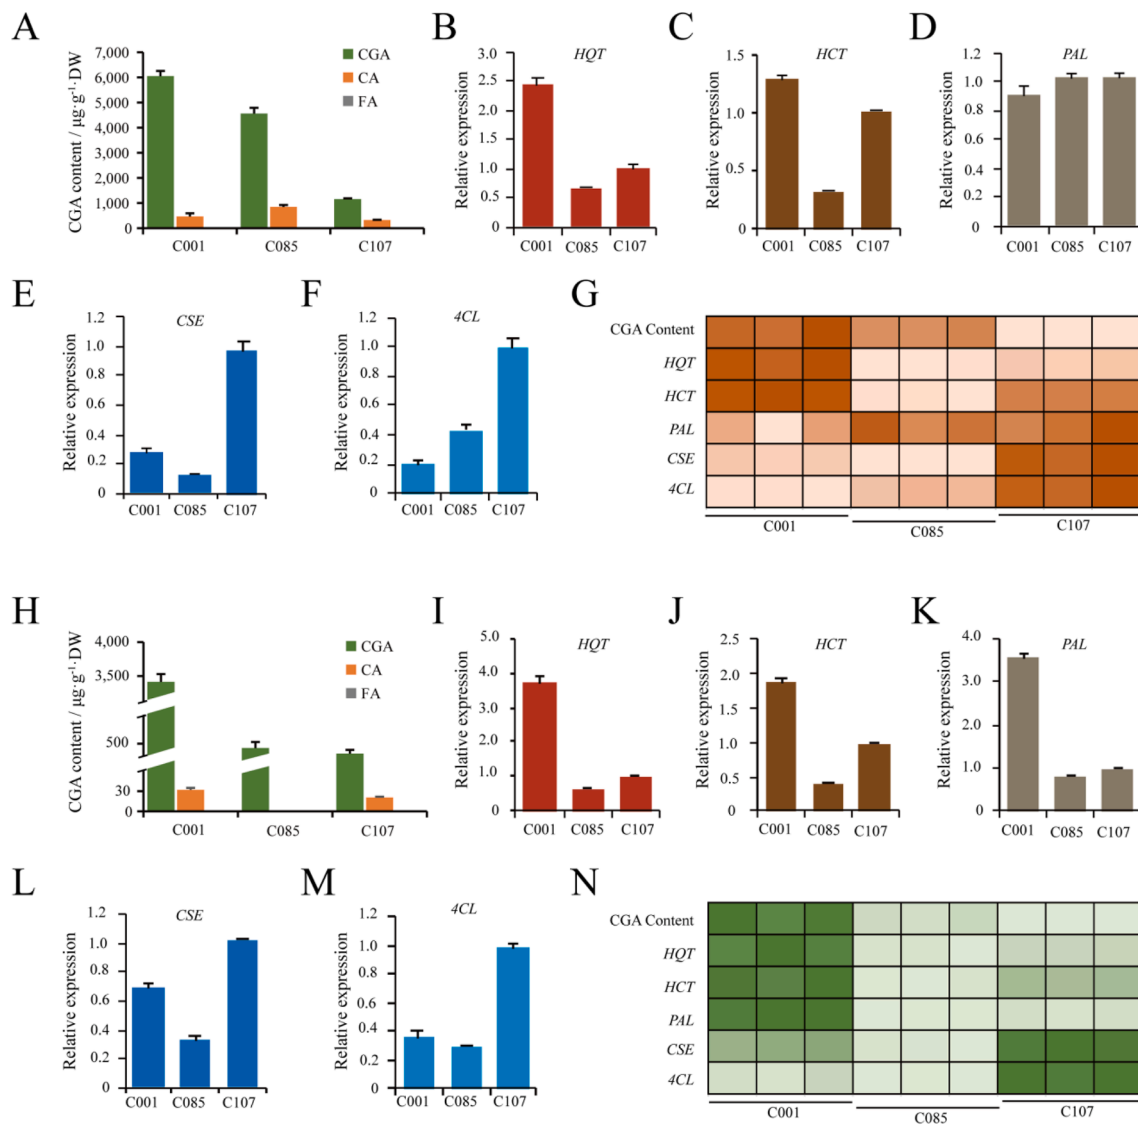 A
CGA content / μg·g⁻¹·DW
7,000
6,000
5,000
4,000
3,000
2,000
1,000
0
CGA
CA
FA
C001
C085
C107
B
HQT
Relative expression
3.0
2.5
2.0
1.5
1.0
0.5
0
C001
C085
C107
C
HCT
Relative expression
1.5
1.0
0.5
0
C001
C085
C107
D
PAL
Relative expression
1.2
1.0
0.8
0.6
0.4
0.2
0
C001
C085
C107
E
CSE
Relative expression
1.2
1.0
0.8
0.6
0.4
0.2
0
C001
C085
C107
F
4CL
Relative expression
1.2
1.0
0.8
0.6
0.4
0.2
0
C001
C085
C107
G
CGA Content
HQT
HCT
PAL
CSE
4CL
C001
C085
C107
H
CGA content / μg·g⁻¹·DW
4,000
3,500
500
30
0
CGA
CA
FA
C001
C085
C107
I
HQT
Relative expression
5.0
4.0
3.0
2.0
1.0
0
C001
C085
C107
J
HCT
Relative expression
2.5
2.0
1.5
1.0
0.5
0
C001
C085
C107
K
PAL
Relative expression
4.0
3.0
2.0
1.0
0
C001
C085
C107
L
CSE
Relative expression
1.2
1.0
0.8
0.6
0.4
0.2
0
C001
C085
C107
M
4CL
Relative expression
1.2
1.0
0.8
0.6
0.4
0.2
0
C001
C085
C107
N
CGA Content
HQT
HCT
PAL
CSE
4CL
C001
C085
C107